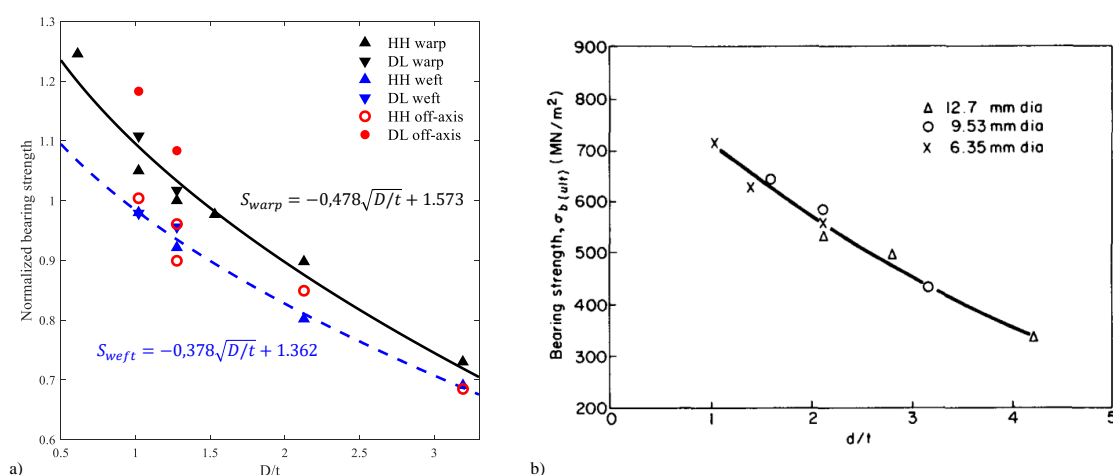 1.3
1.2
1.1
1
0.9
0.8
0.7
0.6
0.5
1
1.5
2
2.5
3
Normalized bearing strength
D/t
HH warp
DL warp
HH weft
DL weft
HH off-axis
DL off-axis
S_warp = −0,478√D/t + 1.573
S_weft = −0,378√D/t + 1.362
a)
900
800
700
600
500
400
300
200
0
1
2
3
4
5
Bearing strength, σb (ult) (MN/m²)
d/t
△ 12.7 mm dia
○ 9.53 mm dia
× 6.35 mm dia
b)